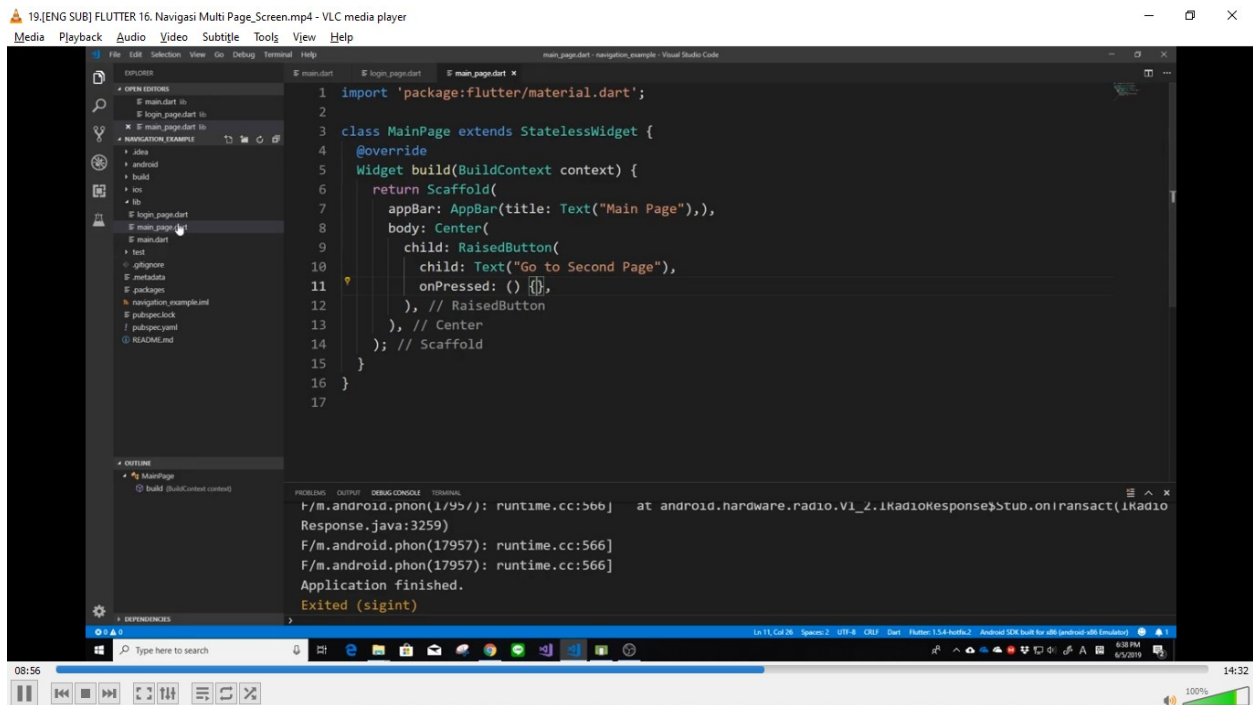 19.[ENG SUB] FLUTTER 16. Navigasi Multi Page_Screen.mp4 - VLC media player
Media Playback Audio Video Subtitle Tools View Help
File Edit Selection View Go Debug Terminal Help
main_page.dart - navigation_example - Visual Studio Code
EXPLORER
OPEN EDITORS
main.dart lib
login_page.dart lib
main_page.dart lib
NAVIGATION_EXAMPLE
.idea
android
build
ios
lib
login_page.dart
main_page.dart
main.dart
test
.gitignore
.metadata
.packages
navigation_example.iml
pubspec.lock
pubspec.yaml
README.md
OUTLINE
MainPage
build (BuildContext context)
DEPENDENCIES
main.dart login_page.dart main_page.dart
1 import 'package:flutter/material.dart';
2
3 class MainPage extends StatelessWidget {
4 @override
5 Widget build(BuildContext context) {
6 return Scaffold(
7 appBar: AppBar(title: Text("Main Page"),),
8 body: Center(
9 child: RaisedButton(
10 child: Text("Go to Second Page"),
11 onPressed: () {},
12 ), // RaisedButton
13 ), // Center
14 ); // Scaffold
15 }
16 }
17
PROBLEMS OUTPUT DEBUG CONSOLE TERMINAL
F/m.android.phon(17957): runtime.cc:566] at android.hardware.radio.V1_2.IRadioResponse$Stub.onTransact(IRadio
Response.java:3259)
F/m.android.phon(17957): runtime.cc:566]
F/m.android.phon(17957): runtime.cc:566]
Application finished.
Exited (sigint)
0 0 Ln 11, Col 26 Spaces: 2 UTF-8 CRLF Dart Flutter: 1.5.4-hotfix.2 Android SDK built for x86 (android-x86 Emulator) 1
Type here to search
6:38 PM
6/5/2019
08:56
14:32
100%